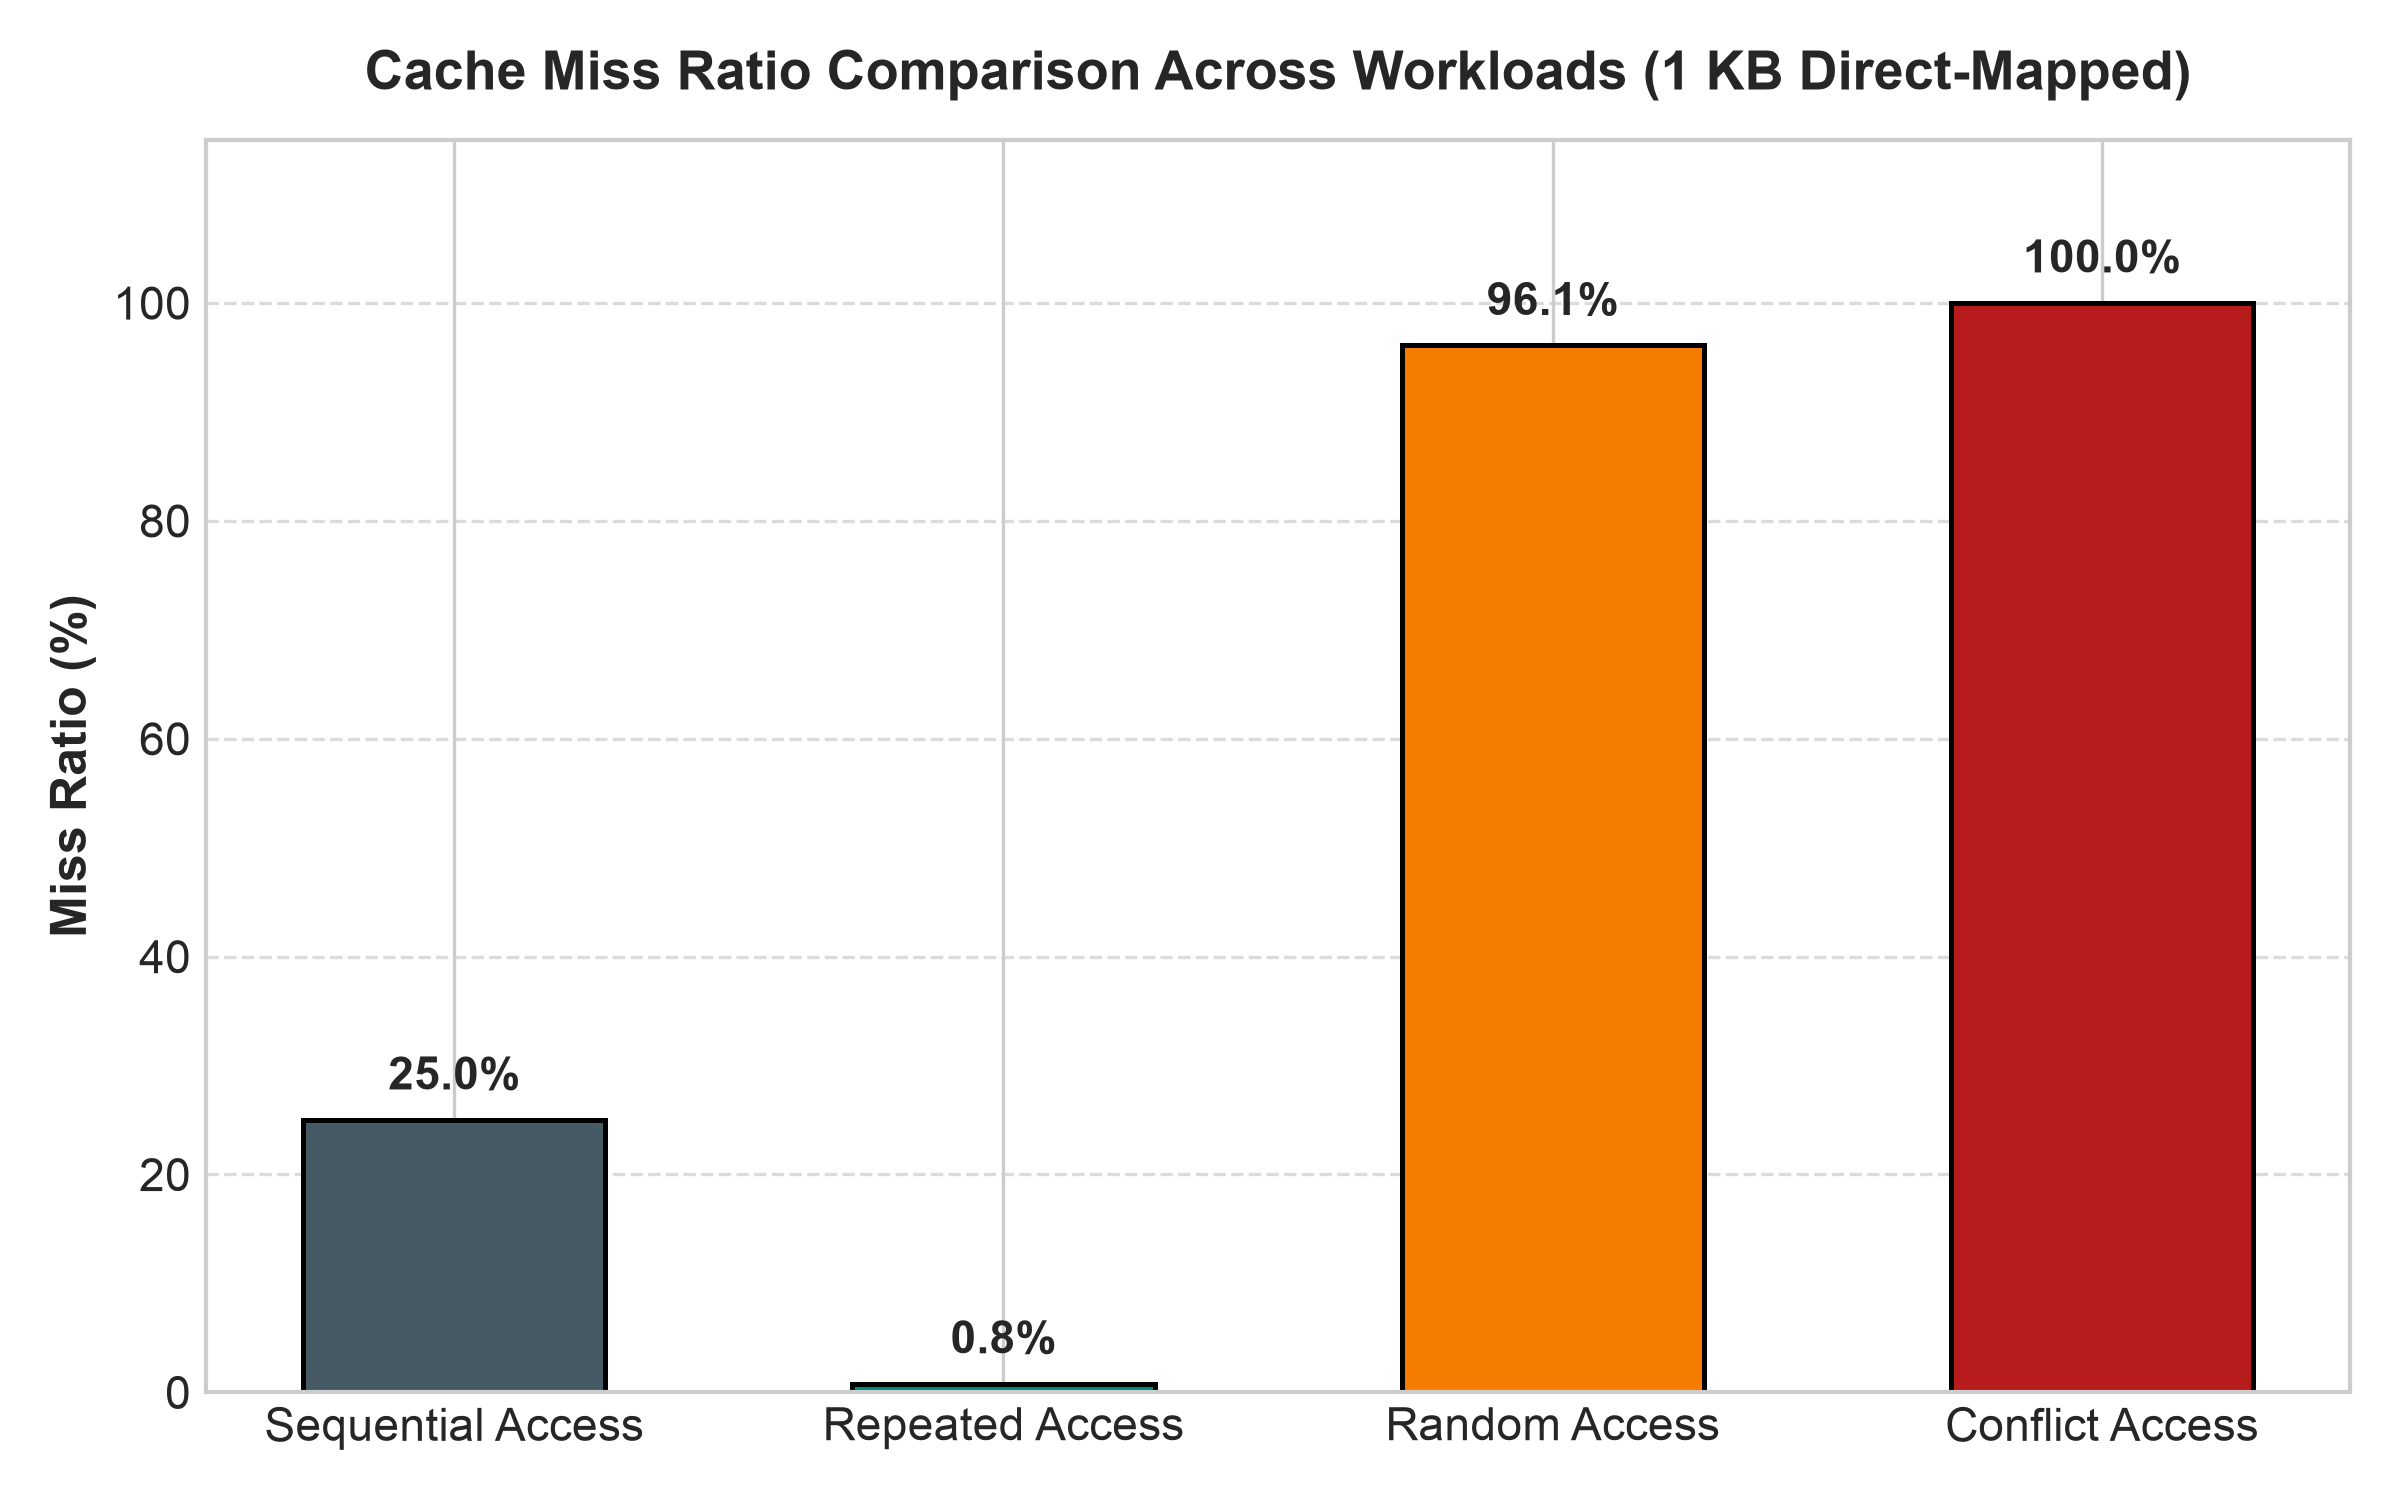 Cache Miss Ratio Comparison Across Workloads (1 KB Direct-Mapped)
Miss Ratio (%)
100
80
60
40
20
0
25.0%
0.8%
96.1%
100.0%
Sequential Access
Repeated Access
Random Access
Conflict Access